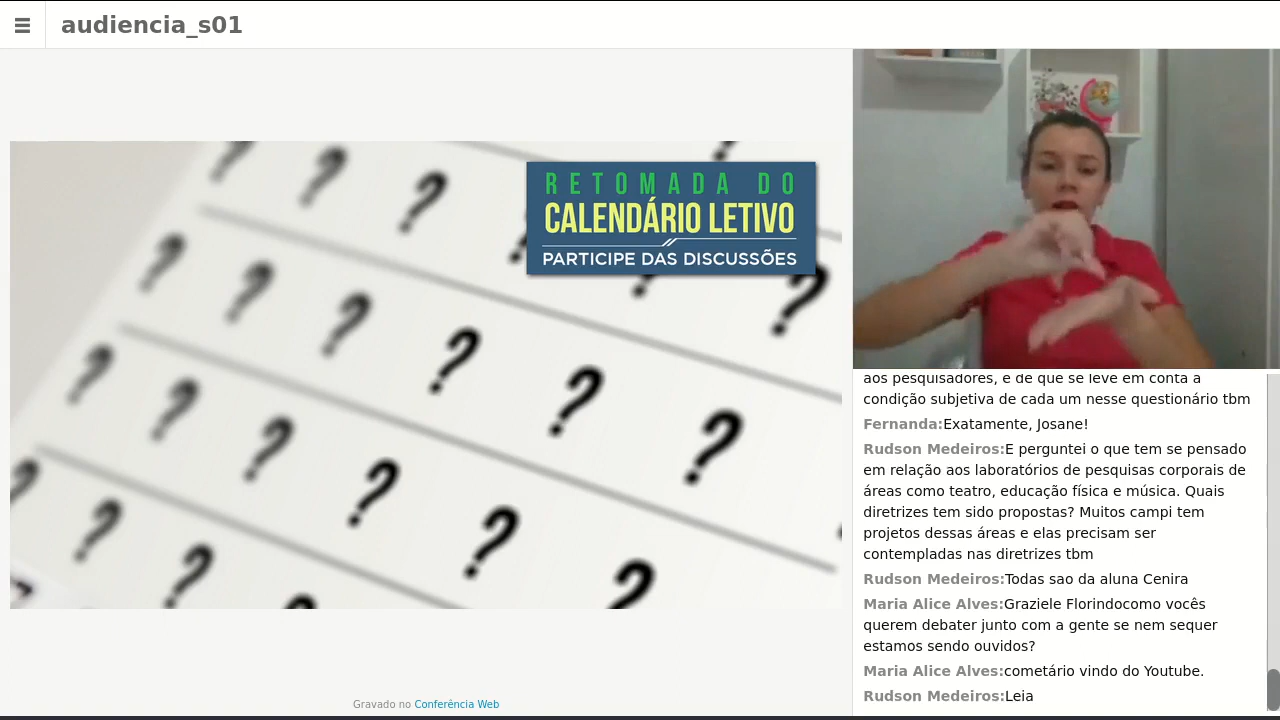 audiencia_s01
RETOMADA DO
CALENDÁRIO LETIVO
PARTICIPE DAS DISCUSSÕES
? ? ? ? ?
? ? ? ? ? ?
? ? ? ? ? ?
? ? ? ? ?
aos pesquisadores, e de que se leve em conta a
condição subjetiva de cada um nesse questionário tbm
Fernanda:Exatamente, Josane!
Rudson Medeiros:E perguntei o que tem se pensado
em relação aos laboratórios de pesquisas corporais de
áreas como teatro, educação física e música. Quais
diretrizes tem sido propostas? Muitos campi tem
projetos dessas áreas e elas precisam ser
contempladas nas diretrizes tbm
Rudson Medeiros:Todas sao da aluna Cenira
Maria Alice Alves:Graziele Florindocomo vocês
querem debater junto com a gente se nem sequer
estamos sendo ouvidos?
Maria Alice Alves:cometário vindo do Youtube.
Rudson Medeiros:Leia
Gravado no Conferência Web